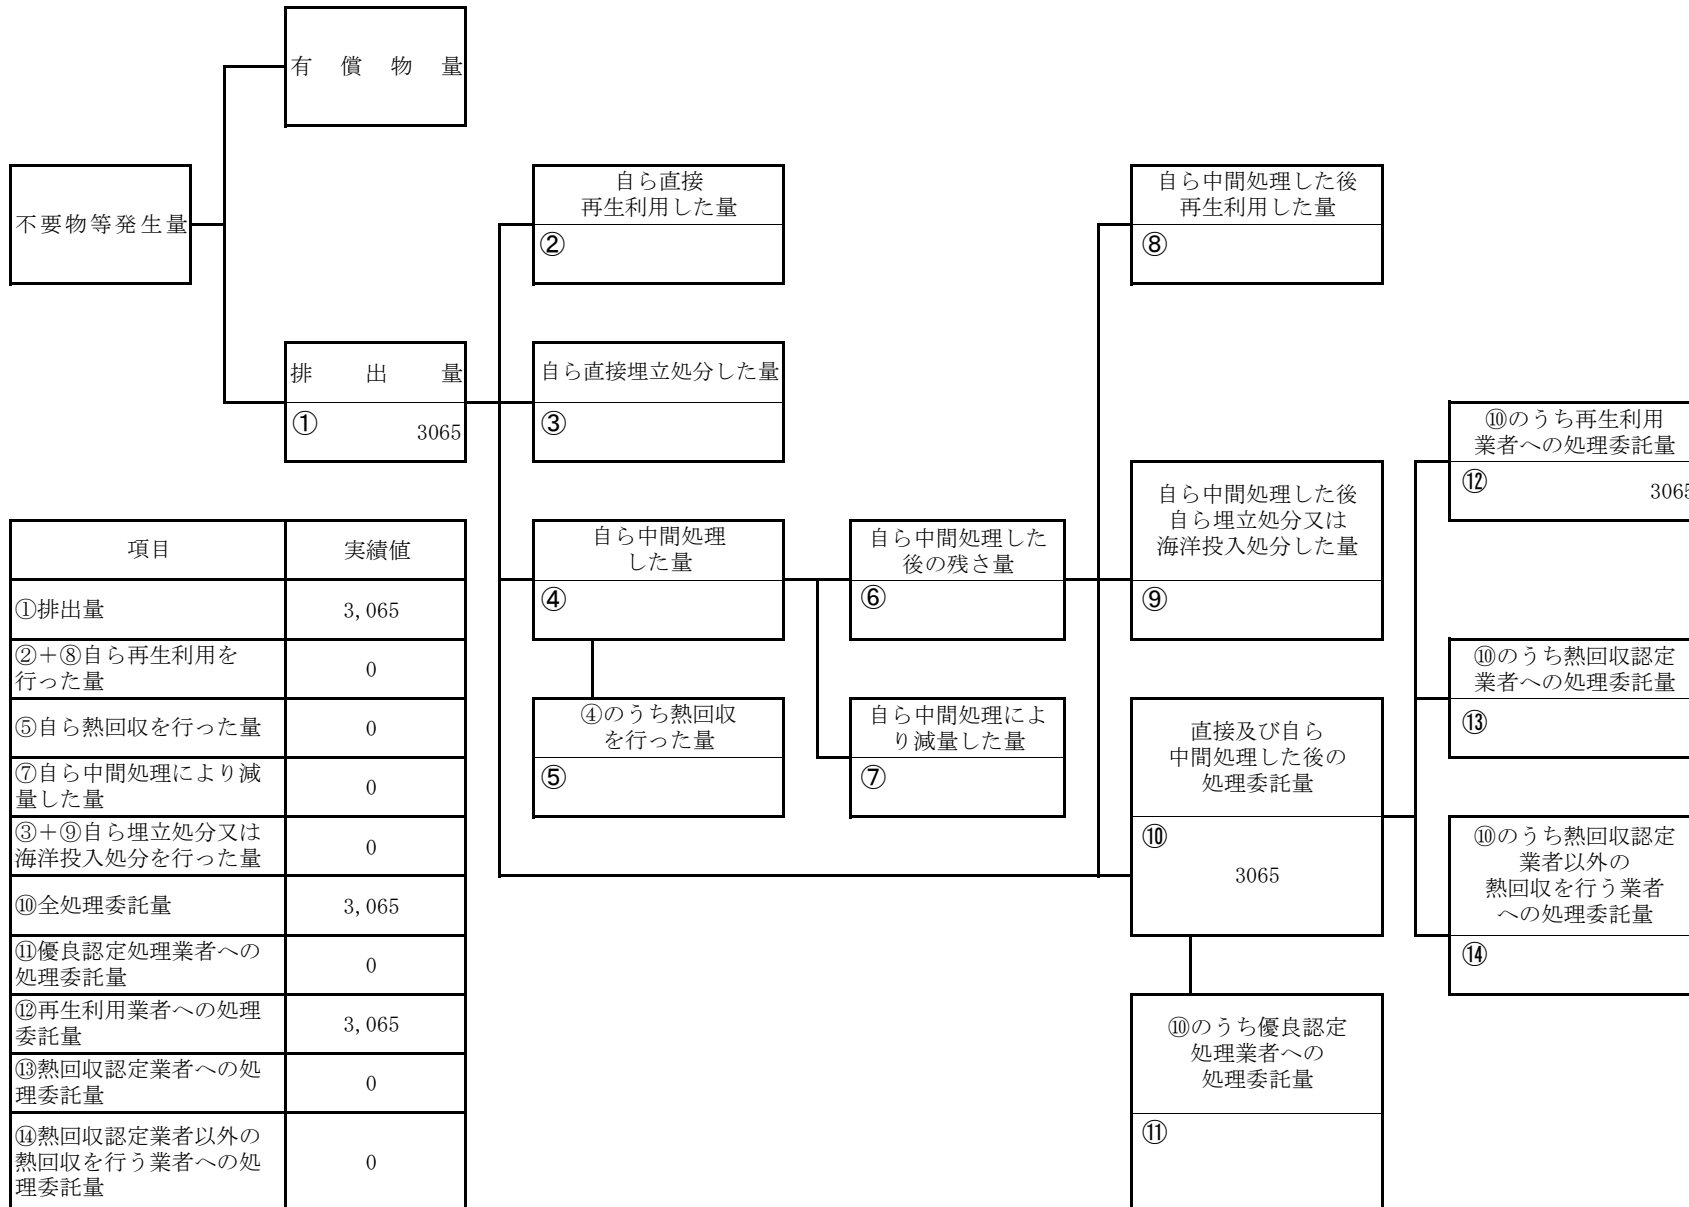 有償物量
不要物等発生量
排出量
①
3065
自ら直接
再生利用した量
②
自ら直接埋立処分した量
③
自ら中間処理
した量
④
④のうち熱回収
を行った量
⑤
自ら中間処理した
後の残さ量
⑥
自ら中間処理によ
り減量した量
⑦
自ら中間処理した後
再生利用した量
⑧
自ら中間処理した後
自ら埋立処分又は
海洋投入処分した量
⑨
直接及び自ら
中間処理した後の
処理委託量
⑩
3065
⑩のうち優良認定
処理業者への
処理委託量
⑪
⑩のうち再生利用
業者への処理委託量
⑫
3065
⑩のうち熱回収認定
業者への処理委託量
⑬
⑩のうち熱回収認定
業者以外の
熱回収を行う業者
への処理委託量
⑭
項目 実績値
①排出量 3,065
②+⑧自ら再生利用を
行った量 0
⑤自ら熱回収を行った量 0
⑦自ら中間処理により減
量した量 0
③+⑨自ら埋立処分又は
海洋投入処分を行った量 0
⑩全処理委託量 3,065
⑪優良認定処理業者への
処理委託量 0
⑫再生利用業者への処理
委託量 3,065
⑬熱回収認定業者への処
理委託量 0
⑭熱回収認定業者以外の
熱回収を行う業者への処
理委託量 0